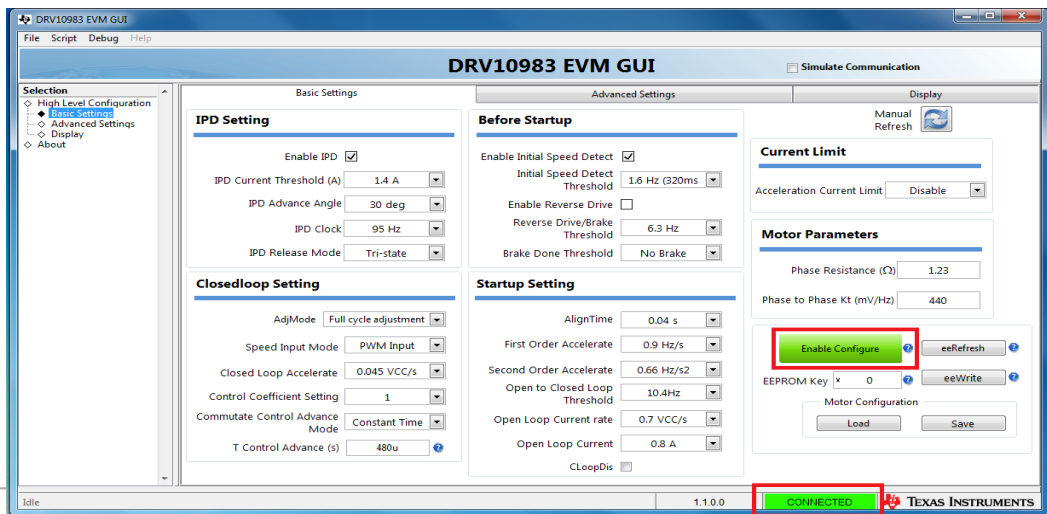 DRV10983 EVM GUI
File Script Debug Help
DRV10983 EVM GUI
Simulate Communication
Selection
High Level Configuration
Basic Settings
Advanced Settings
Display
About
Basic Settings
Advanced Settings
Display
IPD Setting
Enable IPD
IPD Current Threshold (A) 1.4 A
IPD Advance Angle 30 deg
IPD Clock 95 Hz
IPD Release Mode Tri-state
Before Startup
Enable Initial Speed Detect
Initial Speed Detect
Threshold 1.6 Hz (320ms
Enable Reverse Drive
Reverse Drive/Brake
Threshold 6.3 Hz
Brake Done Threshold No Brake
Manual
Refresh
Current Limit
Acceleration Current Limit Disable
Motor Parameters
Phase Resistance (Ω) 1.23
Phase to Phase Kt (mV/Hz) 440
Closedloop Setting
AdjMode Full cycle adjustment
Speed Input Mode PWM Input
Closed Loop Accelerate 0.045 VCC/s
Control Coefficient Setting 1
Commutate Control Advance
Mode Constant Time
T Control Advance (s) 480u ?
Startup Setting
AlignTime 0.04 s
First Order Accelerate 0.9 Hz/s
Second Order Accelerate 0.66 Hz/s2
Open to Closed Loop
Threshold 10.4Hz
Open Loop Current rate 0.7 VCC/s
Open Loop Current 0.8 A
CLoopDis
Enable Configure ? eeRefresh ?
EEPROM Key x 0 ? eeWrite ?
Motor Configuration
Load Save
Idle 1.1.0.0 CONNECTED TEXAS INSTRUMENTS